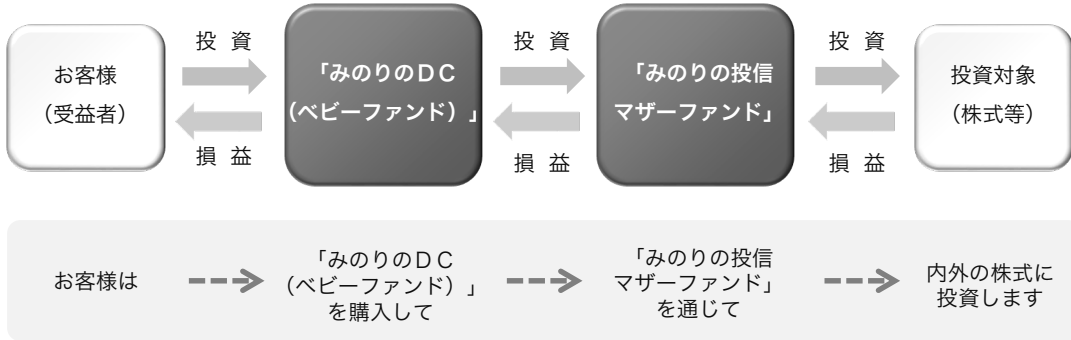 お客様
（受益者）
投 資
損 益
「みのりのＤＣ
（ベビーファンド）」
投 資
損 益
「みのりの投信
マザーファンド」
投 資
損 益
投資対象
（株式等）
お客様は
「みのりのＤＣ
（ベビーファンド）」
を購入して
「みのりの投信
マザーファンド」
を通じて
内外の株式に
投資します